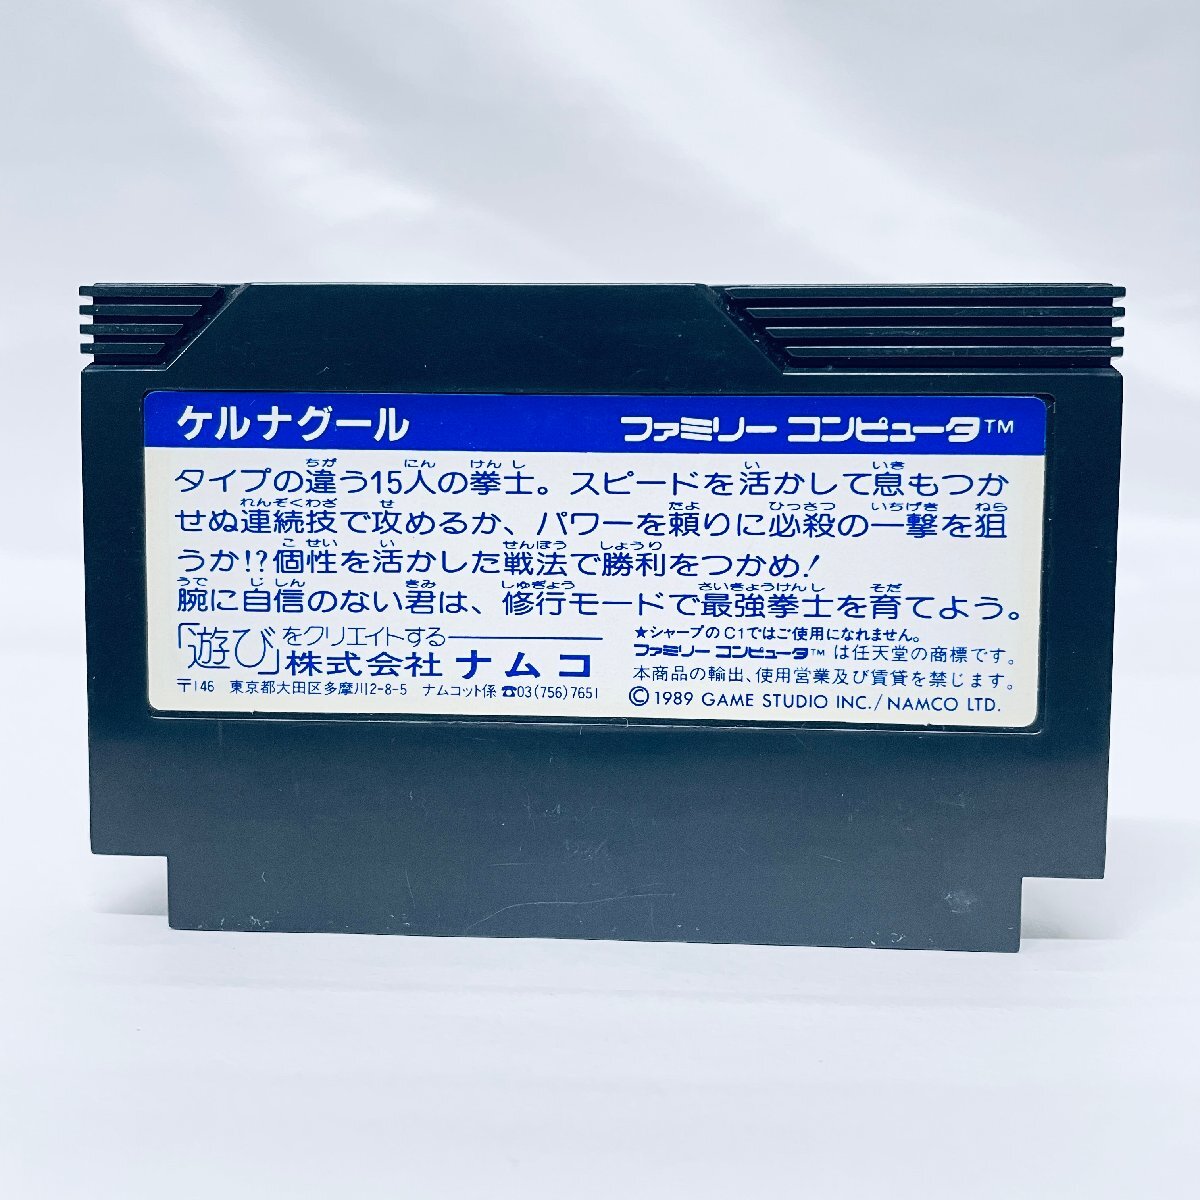 ケルナグール
ファミリー コンピュータ™
タイプの違う15人の拳士。スピードを活かして息もつか
せぬ連続技で攻めるか、パワーを頼りに必殺の一撃を狙
うか!?個性を活かした戦法で勝利をつかめ!
腕に自信のない君は、修行モードで最強拳士を育てよう。
「遊び」をクリエイトする
株式会社 ナムコ
〒146 東京都大田区多摩川2-8-5 ナムコット係 ☎03(756)7651
★シャープのC1ではご使用になれません。
ファミリー コンピュータ™ は任天堂の商標です。
本商品の輸出、使用営業及び賃貸を禁じます。
©1989 GAME STUDIO INC./NAMCO LTD.